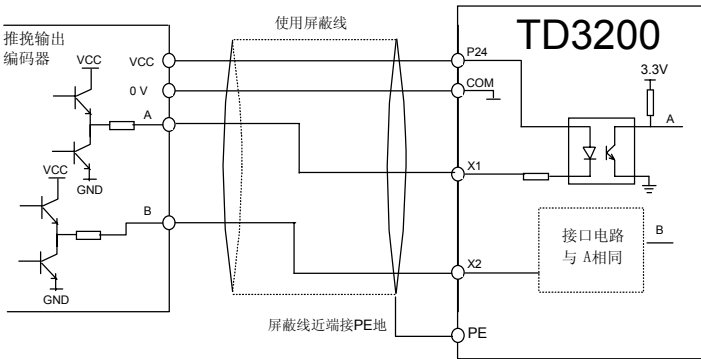 使用屏蔽线
推挽输出
编码器
VCC
VCC
0 V
A
GND
VCC
B
GND
屏蔽线近端接PE地
TD3200
P24
COM
3.3V
A
X1
接口电路
与 A相同
B
X2
PE